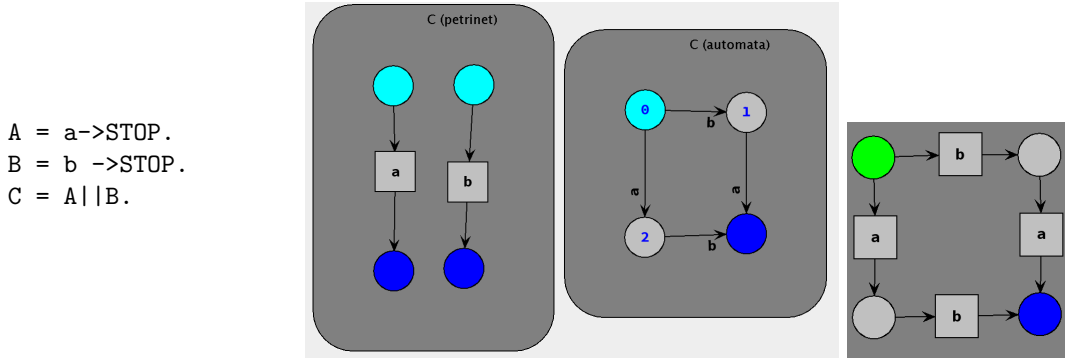 A = a->STOP.
B = b ->STOP.
C = A||B.
C (petrinet)
a
b
C (automata)
0
b
1
a
a
2
b
b
a
a
b